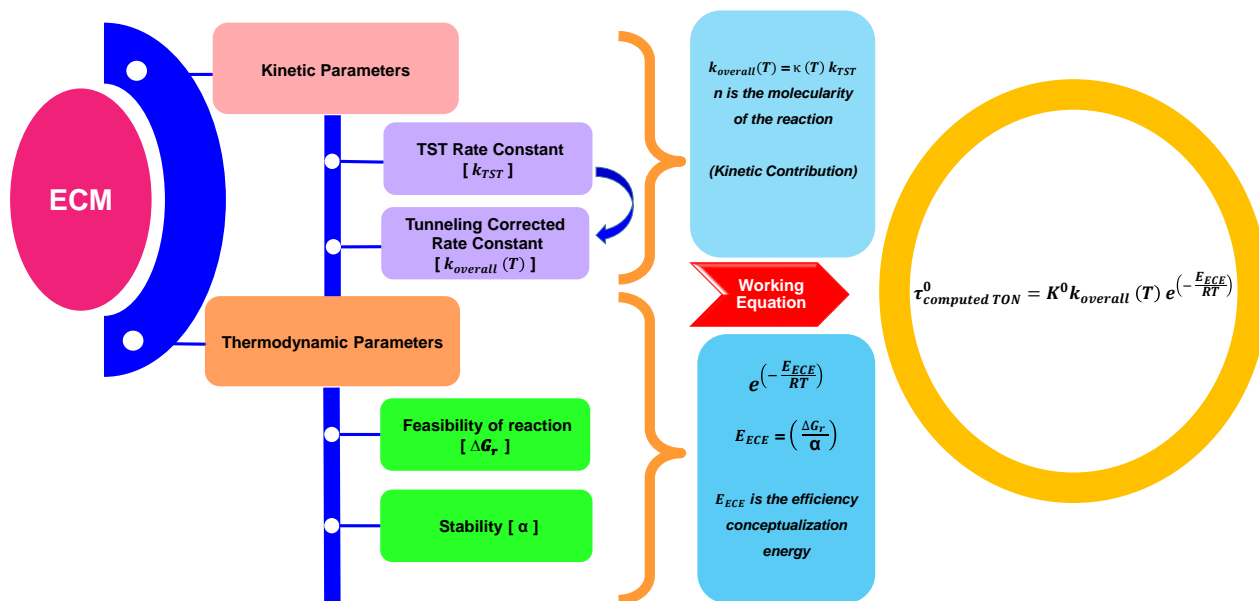 ECM
Kinetic Parameters
TST Rate Constant
[ k_TST ]
Tunneling Corrected
Rate Constant
[ k_overall (T) ]
Thermodynamic Parameters
Feasibility of reaction
[ ΔG_r ]
Stability [ α ]
k_overall(T) = κ (T) k_TST
n is the molecularity
of the reaction
(Kinetic Contribution)
Working
Equation
e^(−E_ECE/RT)
E_ECE = (ΔG_r/α)
E_ECE is the efficiency
conceptualization
energy
τ^0_computed TON = K^0 k_overall (T) e^(−E_ECE/RT)